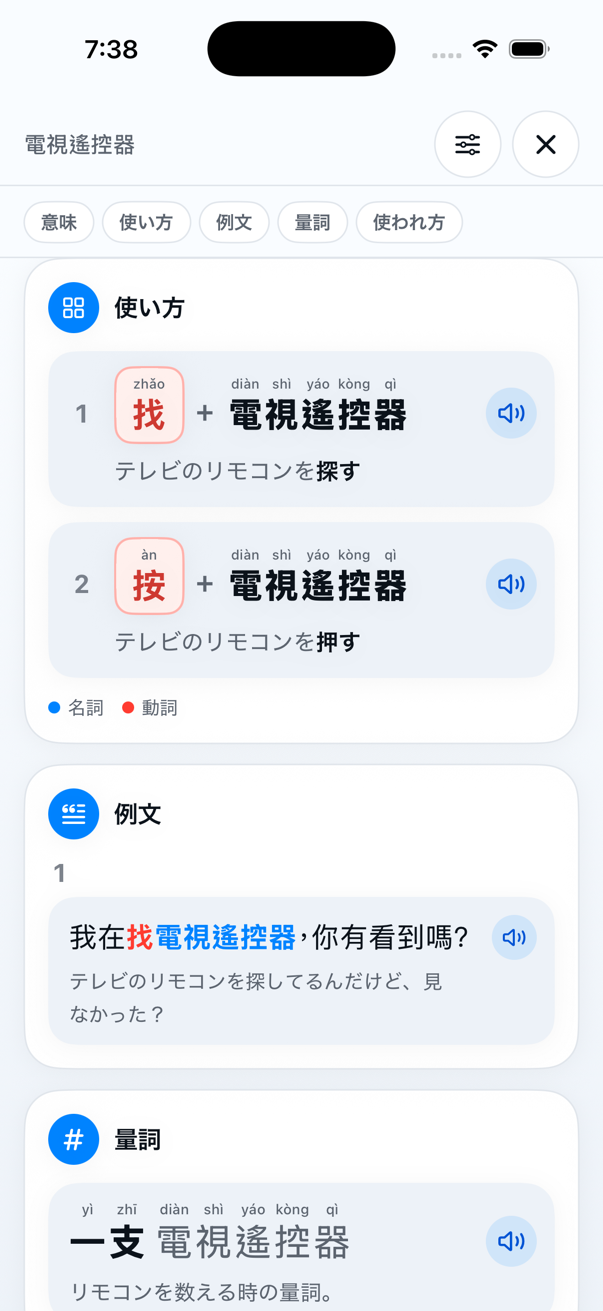 7:38
電視遙控器
意味 使い方 例文 量詞 使われ方
使い方
zhǎo diàn shì yáo kòng qì
1 找 + 電視遙控器
テレビのリモコンを探す
àn diàn shì yáo kòng qì
2 按 + 電視遙控器
テレビのリモコンを押す
名詞 動詞
例文
1
我在找電視遙控器，你有看到嗎？
テレビのリモコンを探してるんだけど、見
なかった？
量詞
yì zhī diàn shì yáo kòng qì
一支 電視遙控器
リモコンを数える時の量詞。